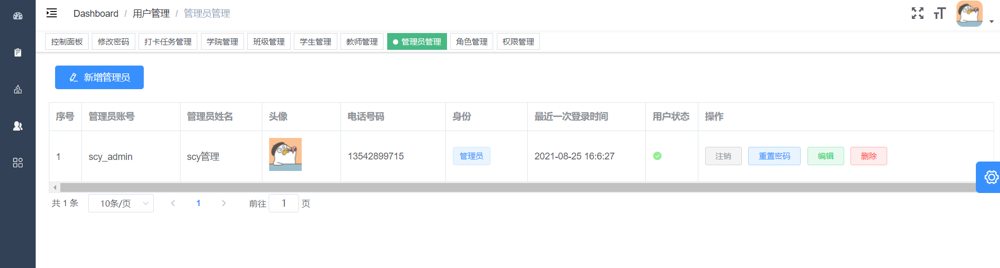 Dashboard / 用户管理 / 管理员管理
控制面板 修改密码 打卡任务管理 学院管理 班级管理 学生管理 教师管理 管理员管理 角色管理 权限管理
新增管理员
序号 管理员账号 管理员姓名 头像 电话号码 身份 最近一次登录时间 用户状态 操作
1 scy_admin scy管理 13542899715 管理员 2021-08-25 16:6:27 注销 重置密码 编辑 删除
共 1 条 10条/页 1 前往 1 页